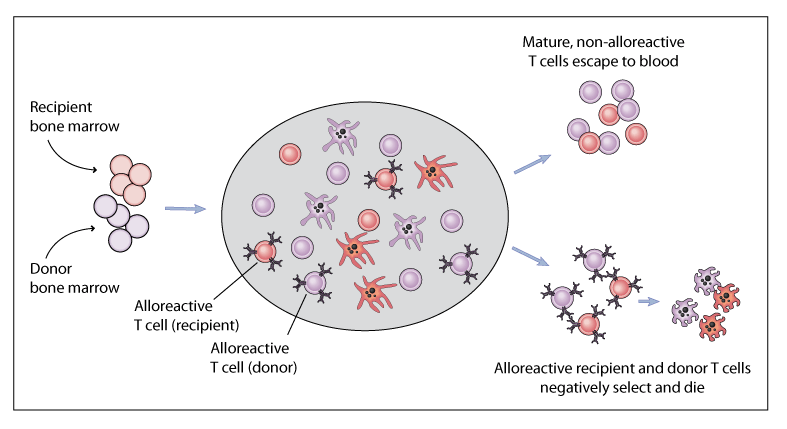 Mature, non-alloreactive
T cells escape to blood
Recipient
bone marrow
Donor
bone marrow
Alloreactive
T cell (recipient)
Alloreactive
T cell (donor)
Alloreactive recipient and donor T cells
negatively select and die